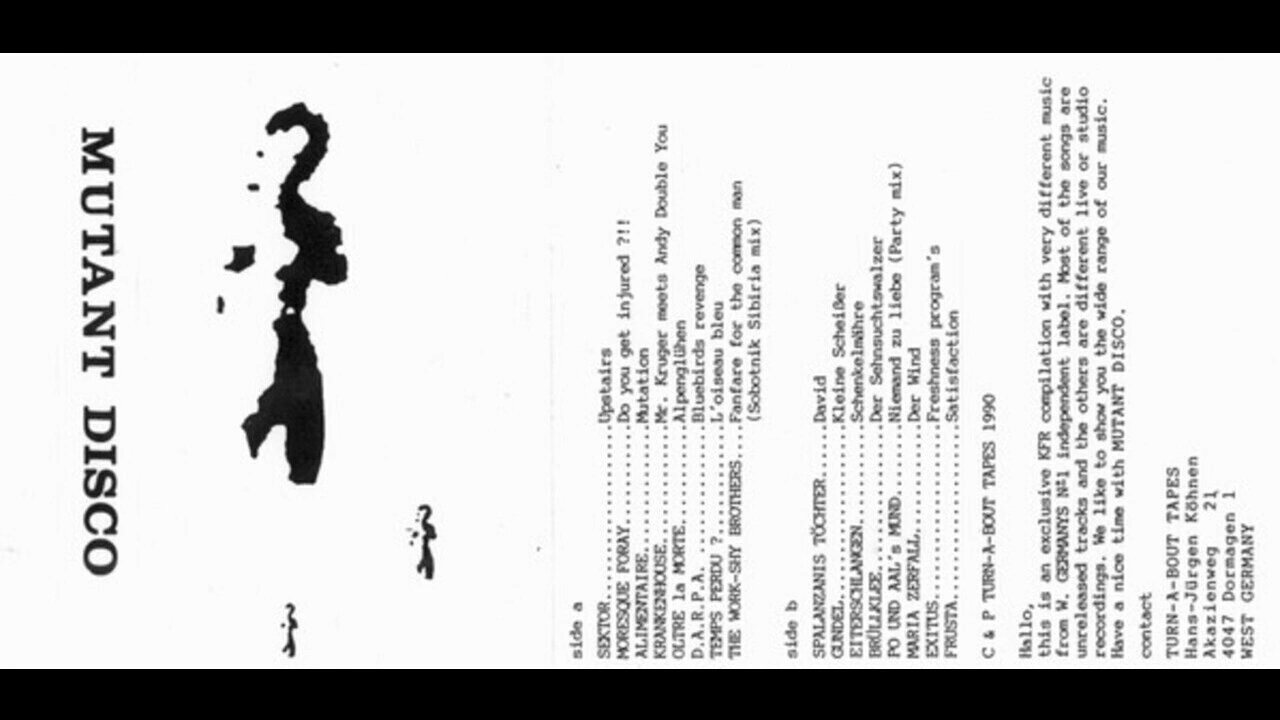 MUTANT DISCO
side a
SEKTOR....................Upstairs
MORESQUE FORAY............Do you get injured ?!!
ALIMENTAIRE...............Mutation
KRANKENHOUSE..............Mr. Kruger meets Andy Double You
OLTRE la MORTE............Alpenglühen
D.A.R.P.A. ...............Bluebirds revenge
TEMPS PERDU ?.............L'oiseau bleu
THE WORK-SHY BROTHERS.....Fanfare for the common man
(Sobotnik Sibiria mix)
side b
SPALANZANIS TÖCHTER.......David
GUNDEL....................Kleine Scheißer
EITERSCHLANGEN............Schenkelmähre
BRÜLLKLEE.................Der Sehnsuchtswalzer
PO UND AAL's MUND.........Niemand zu liebe (Party mix)
MARIA ZERFALL.............Der Wind
EXITUS....................Freshness program's
FRUSTA....................Satisfaction
C & P TURN-A-BOUT TAPES 1990
Hallo,
this is an exclusive KFR compilation with very different music
from W. GERMANYS Nº1 independent label. Most of the songs are
unreleased tracks and the others are different live or studio
recordings. We like to show you the wide range of our music.
Have a nice time with MUTANT DISCO.
contact
TURN-A-BOUT TAPES
Hans-Jürgen Köhnen
Akazienweg 21
4047 Dormagen 1
WEST GERMANY